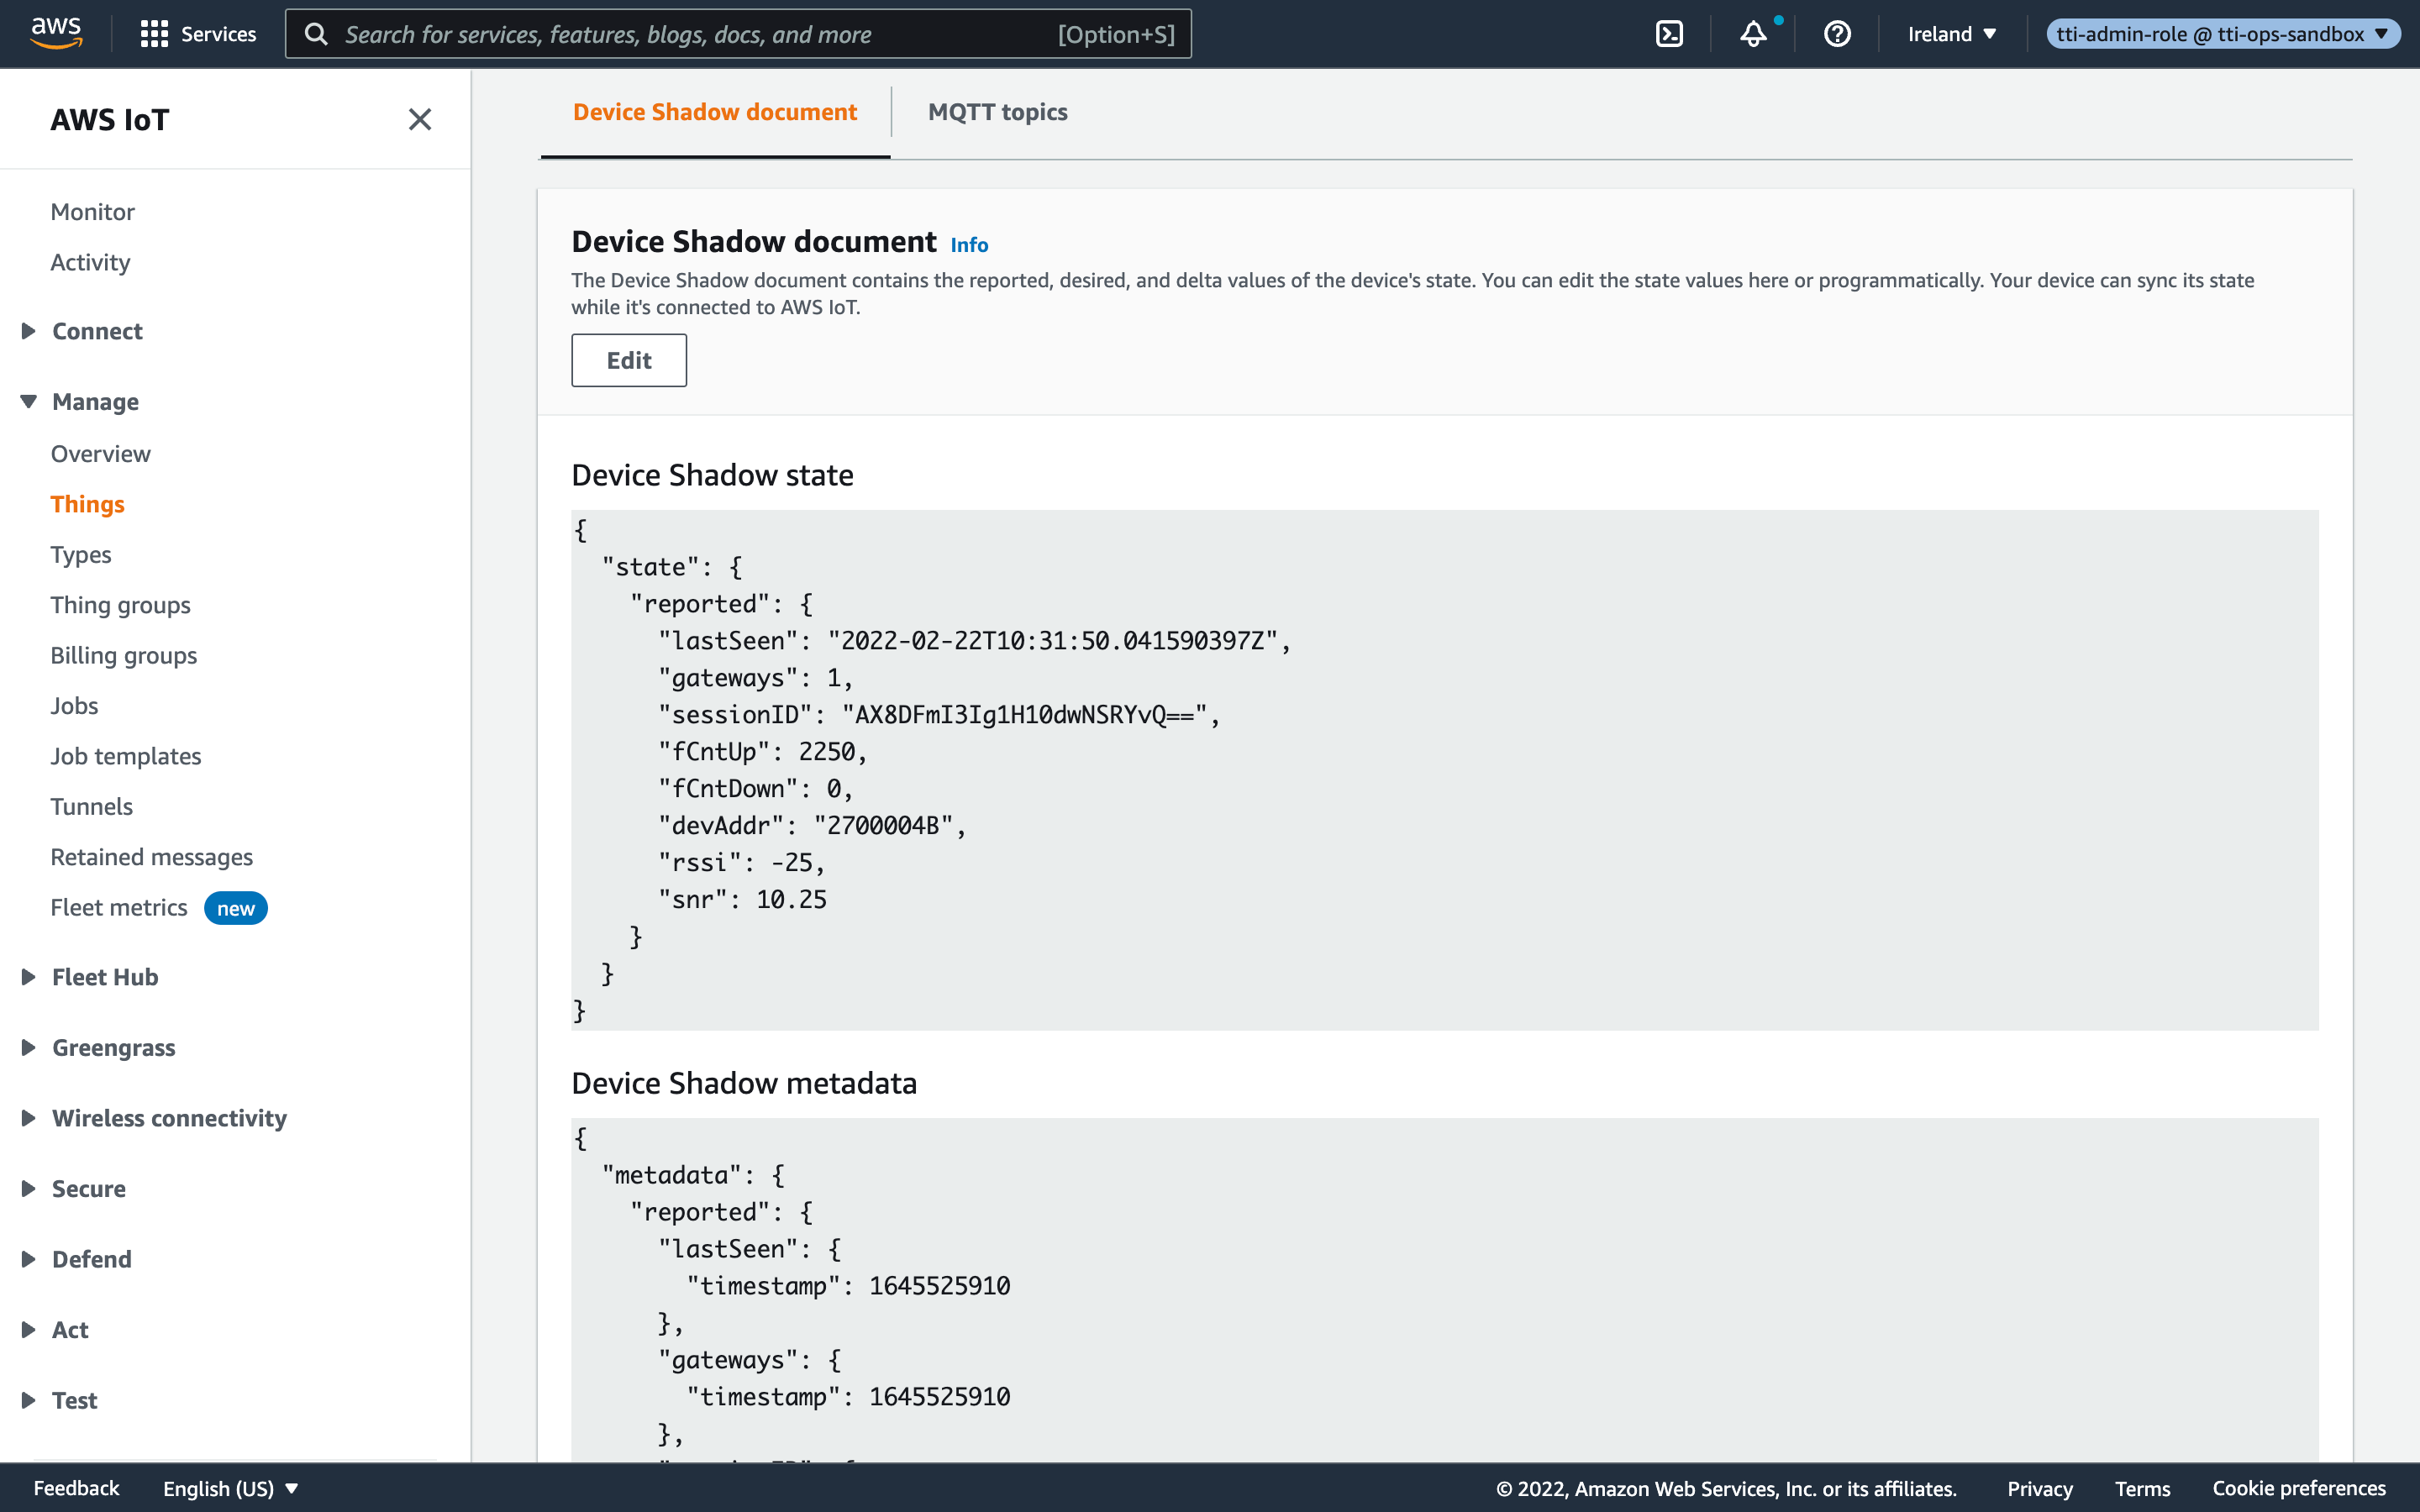 aws
Services
Search for services, features, blogs, docs, and more
[Option+S]
Ireland ▼
tti-admin-role @ tti-ops-sandbox ▼
AWS IoT
Monitor
Activity
Connect
Manage
Overview
Things
Types
Thing groups
Billing groups
Jobs
Job templates
Tunnels
Retained messages
Fleet metrics new
Fleet Hub
Greengrass
Wireless connectivity
Secure
Defend
Act
Test
Device Shadow document
MQTT topics
Device Shadow document Info
The Device Shadow document contains the reported, desired, and delta values of the device's state. You can edit the state values here or programmatically. Your device can sync its state
while it's connected to AWS IoT.
Edit
Device Shadow state
{
"state": {
"reported": {
"lastSeen": "2022-02-22T10:31:50.041590397Z",
"gateways": 1,
"sessionID": "AX8DFmI3Ig1H10dwNSRYvQ==",
"fCntUp": 2250,
"fCntDown": 0,
"devAddr": "2700004B",
"rssi": -25,
"snr": 10.25
}
}
}
Device Shadow metadata
{
"metadata": {
"reported": {
"lastSeen": {
"timestamp": 1645525910
},
"gateways": {
"timestamp": 1645525910
},
Feedback
English (US) ▼
© 2022, Amazon Web Services, Inc. or its affiliates.
Privacy
Terms
Cookie preferences